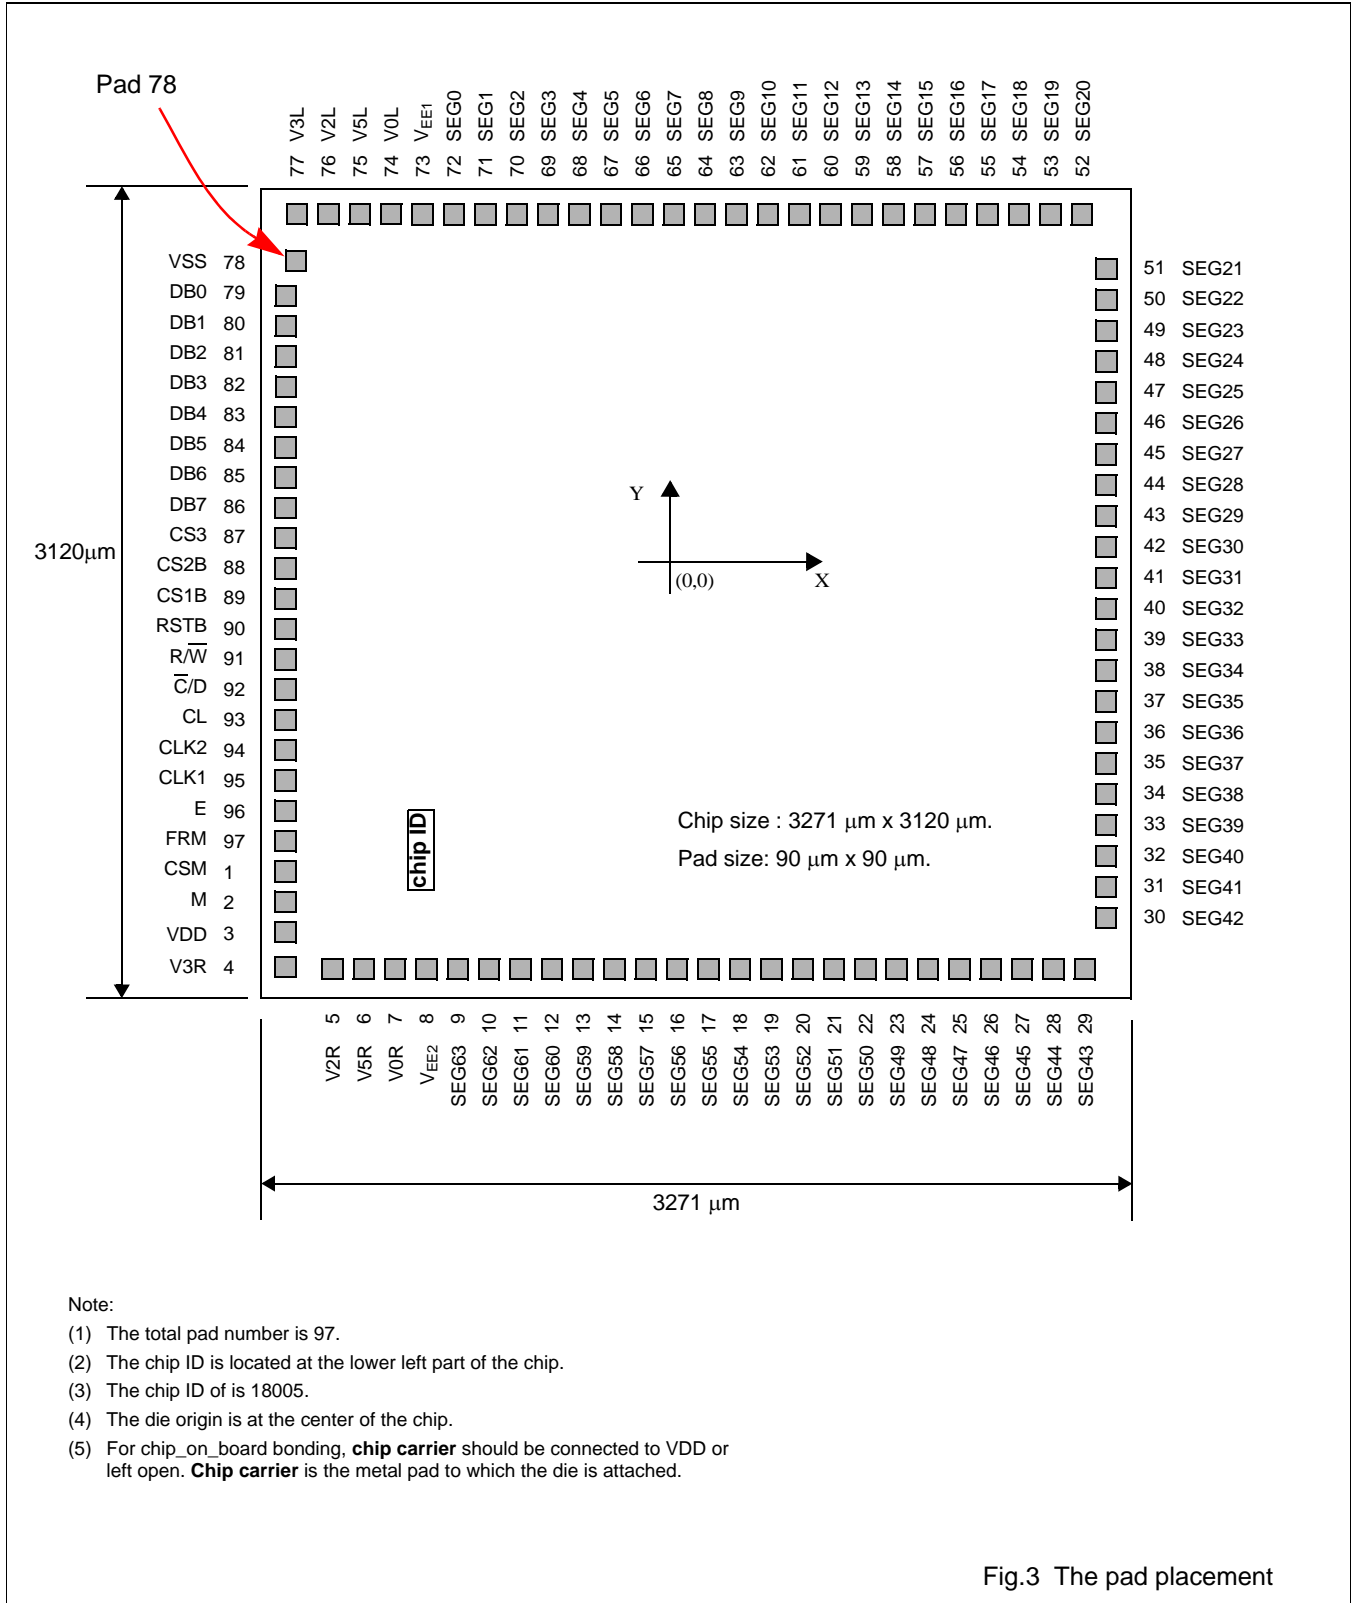 Pad 78
77 V3L
76 V2L
75 V5L
74 V0L
73 VEE1
72 SEG0
71 SEG1
70 SEG2
69 SEG3
68 SEG4
67 SEG5
66 SEG6
65 SEG7
64 SEG8
63 SEG9
62 SEG10
61 SEG11
60 SEG12
59 SEG13
58 SEG14
57 SEG15
56 SEG16
55 SEG17
54 SEG18
53 SEG19
52 SEG20
VSS 78
DB0 79
DB1 80
DB2 81
DB3 82
DB4 83
DB5 84
DB6 85
DB7 86
CS3 87
CS2B 88
CS1B 89
RSTB 90
R/W̅ 91
C̅/D 92
CL 93
CLK2 94
CLK1 95
E 96
FRM 97
CSM 1
M 2
VDD 3
V3R 4
3120μm
51 SEG21
50 SEG22
49 SEG23
48 SEG24
47 SEG25
46 SEG26
45 SEG27
44 SEG28
43 SEG29
42 SEG30
41 SEG31
40 SEG32
39 SEG33
38 SEG34
37 SEG35
36 SEG36
35 SEG37
34 SEG38
33 SEG39
32 SEG40
31 SEG41
30 SEG42
Y
(0,0)
X
chip ID
Chip size : 3271 μm x 3120 μm.
Pad size: 90 μm x 90 μm.
V2R 5
V5R 6
V0R 7
VEE2 8
SEG63 9
SEG62 10
SEG61 11
SEG60 12
SEG59 13
SEG58 14
SEG57 15
SEG56 16
SEG55 17
SEG54 18
SEG53 19
SEG52 20
SEG51 21
SEG50 22
SEG49 23
SEG48 24
SEG47 25
SEG46 26
SEG45 27
SEG44 28
SEG43 29
3271 μm
Note:
(1) The total pad number is 97.
(2) The chip ID is located at the lower left part of the chip.
(3) The chip ID of is 18005.
(4) The die origin is at the center of the chip.
(5) For chip_on_board bonding, chip carrier should be connected to VDD or
left open. Chip carrier is the metal pad to which the die is attached.
Fig.3 The pad placement